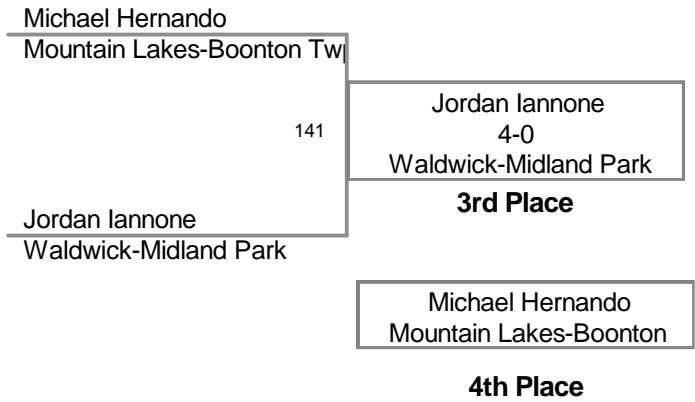 Michael Hernando
Mountain Lakes-Boonton Twp
141
Jordan Iannone
4-0
Waldwick-Midland Park
3rd Place
Jordan Iannone
Waldwick-Midland Park
Michael Hernando
Mountain Lakes-Boonton
4th Place